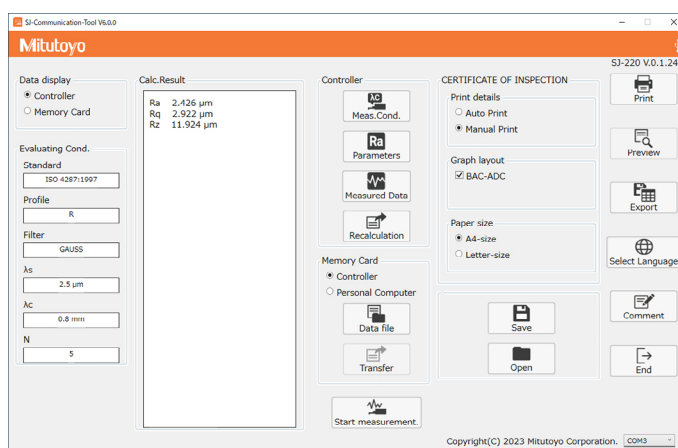 SJ-Communication-Tool V6.0.0
Mitutoyo
SJ-220 V.0.1.24
Data display
Controller
Memory Card
Evaluating Cond.
Standard
ISO 4287:1997
Profile
R
Filter
GAUSS
λs
2.5 µm
λc
0.8 mm
N
5
Calc.Result
Ra 2.426 µm
Rq 2.922 µm
Rz 11.924 µm
Controller
λC
Meas.Cond.
Ra
Parameters
Measured Data
Recalculation
Memory Card
Controller
Personal Computer
Data file
Transfer
Start measurement.
CERTIFICATE OF INSPECTION
Print details
Auto Print
Manual Print
Graph layout
BAC-ADC
Paper size
A4-size
Letter-size
Save
Open
Print
Preview
Export
Select Language
Comment
End
Copyright(C) 2023 Mitutoyo Corporation.
COM3